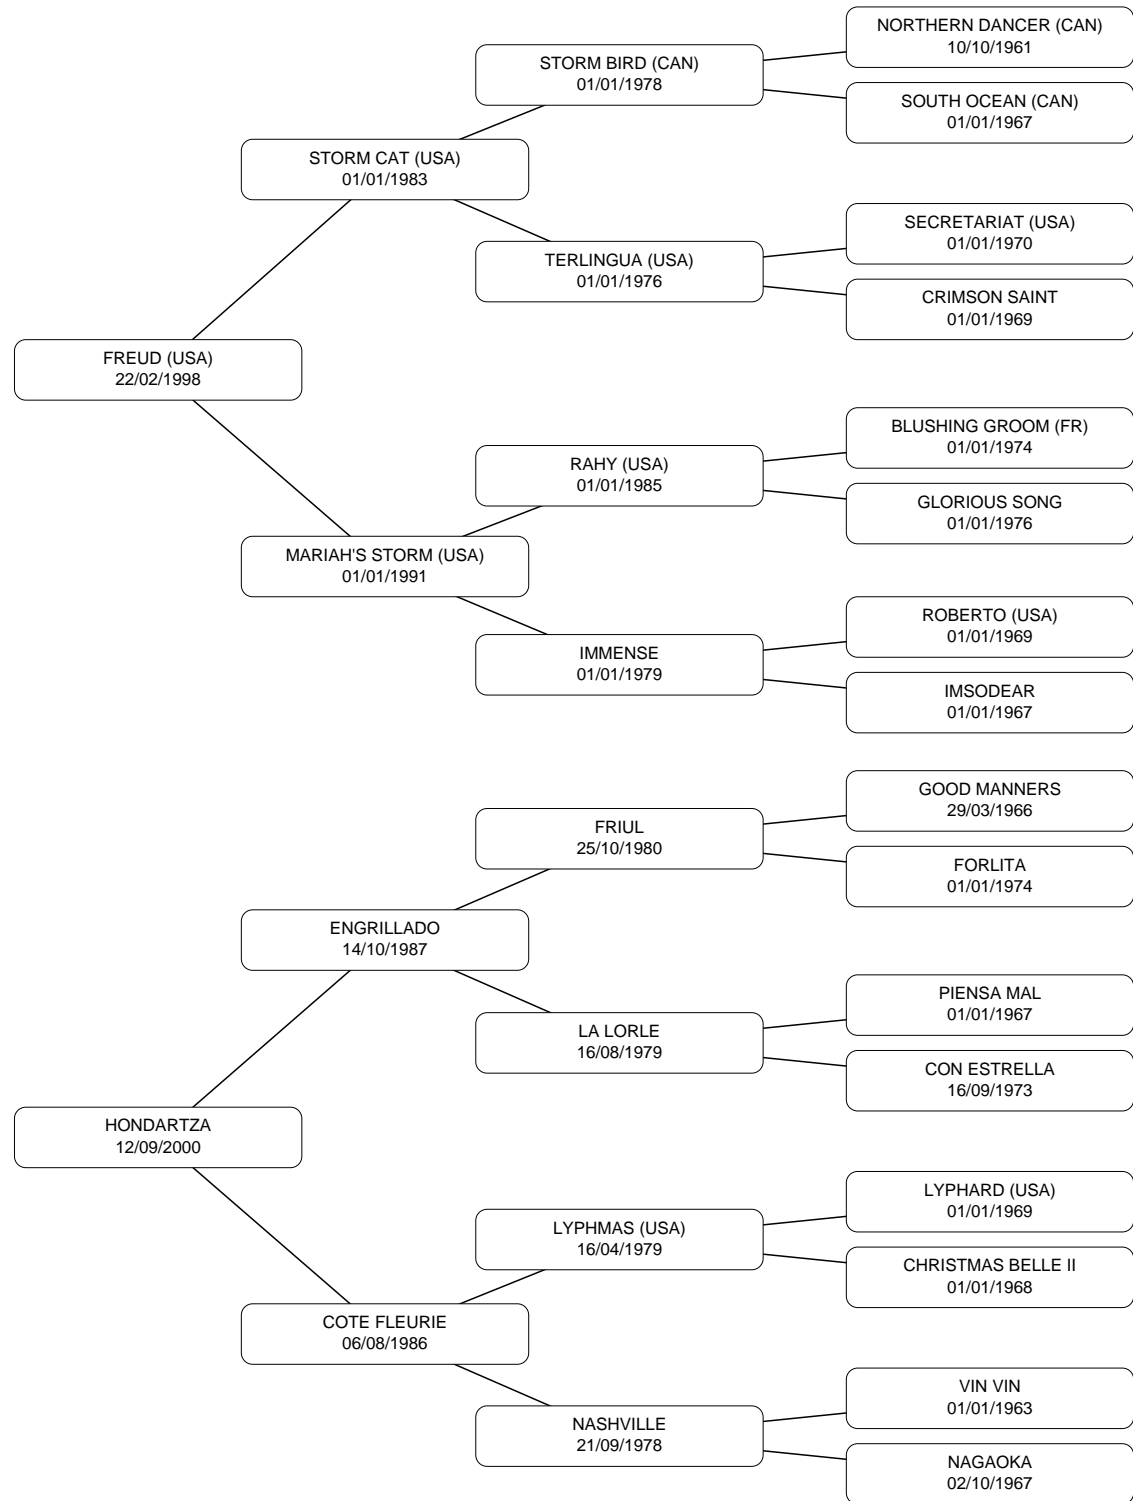 NORTHERN DANCER (CAN)
10/10/1961
STORM BIRD (CAN)
01/01/1978
SOUTH OCEAN (CAN)
01/01/1967
STORM CAT (USA)
01/01/1983
SECRETARIAT (USA)
01/01/1970
TERLINGUA (USA)
01/01/1976
CRIMSON SAINT
01/01/1969
FREUD (USA)
22/02/1998
BLUSHING GROOM (FR)
01/01/1974
RAHY (USA)
01/01/1985
GLORIOUS SONG
01/01/1976
MARIAH'S STORM (USA)
01/01/1991
ROBERTO (USA)
01/01/1969
IMMENSE
01/01/1979
IMSODEAR
01/01/1967
GOOD MANNERS
29/03/1966
FRIUL
25/10/1980
FORLITA
01/01/1974
ENGRILLADO
14/10/1987
PIENSA MAL
01/01/1967
LA LORLE
16/08/1979
CON ESTRELLA
16/09/1973
HONDARTZA
12/09/2000
LYPHARD (USA)
01/01/1969
LYPHMAS (USA)
16/04/1979
CHRISTMAS BELLE II
01/01/1968
COTE FLEURIE
06/08/1986
VIN VIN
01/01/1963
NASHVILLE
21/09/1978
NAGAOKA
02/10/1967